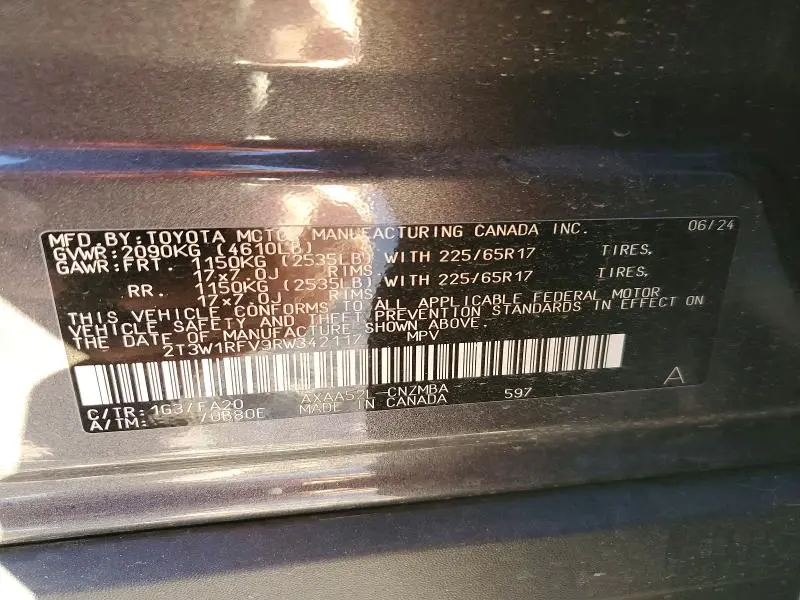 MFD. BY: TOYOTA MOTOR MANUFACTURING CANADA INC. 06/24
GVWR: 2090KG (4610LB)
GAWR: FRT. 1150KG (2535LB) WITH 225/65R17 TIRES,
17x7.0J RIMS
RR. 1150KG (2535LB) WITH 225/65R17 TIRES,
17x7.0J RIMS
THIS VEHICLE CONFORMS TO ALL APPLICABLE FEDERAL MOTOR
VEHICLE SAFETY, AND THEFT PREVENTION STANDARDS IN EFFECT ON
THE DATE OF MANUFACTURE SHOWN ABOVE.
2T3W1RFV9RW342117 MPV
C/TR: 1G3/FA20 AXAA52L-CNZMBA 597 A
A/TM: /UB80E MADE IN CANADA